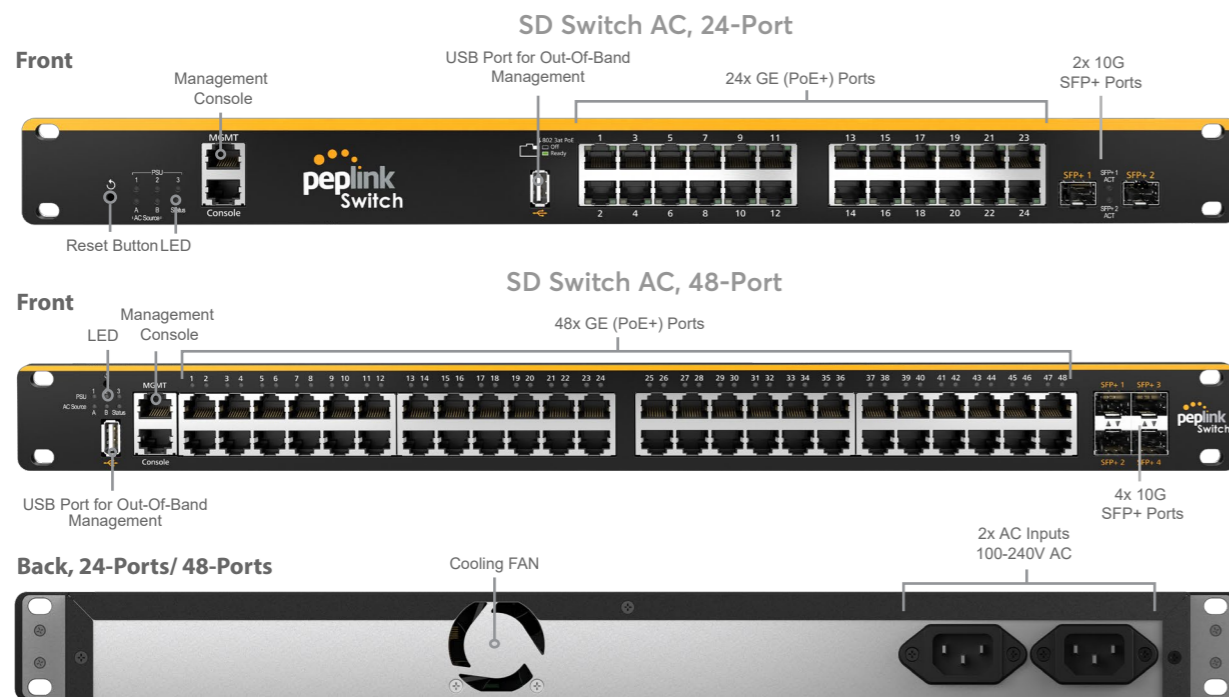 SD Switch AC, 24-Port
Front
Management
Console
USB Port for Out-Of-Band
Management
24x GE (PoE+) Ports
2x 10G
SFP+ Ports
MGMT
802 3at PoE
Off
Ready
1 3 5 7 9 11
13 15 17 19 21 23
PSU
1 2 3
A B Status
AC Source
Console
peplink
Switch
2 4 6 8 10 12
14 16 18 20 22 24
SFP+ 1
SFP+ 1
ACT
SFP+ 2
ACT
SFP+ 2
Reset Button
LED
SD Switch AC, 48-Port
Front
LED
Management
Console
48x GE (PoE+) Ports
1 3
PSU
AC Source
A B Status
MGMT
Console
1 2 3 4 5 6 7 8 9 10 11 12
13 14 15 16 17 18 19 20 21 22 23 24
25 26 27 28 29 30 31 32 33 34 35 36
37 38 39 40 41 42 43 44 45 46 47 48
SFP+ 1 SFP+ 3
SFP+ 2 SFP+ 4
peplink
Switch
USB Port for Out-Of-Band
Management
4x 10G
SFP+ Ports
Back, 24-Ports/ 48-Ports
Cooling FAN
2x AC Inputs
100-240V AC